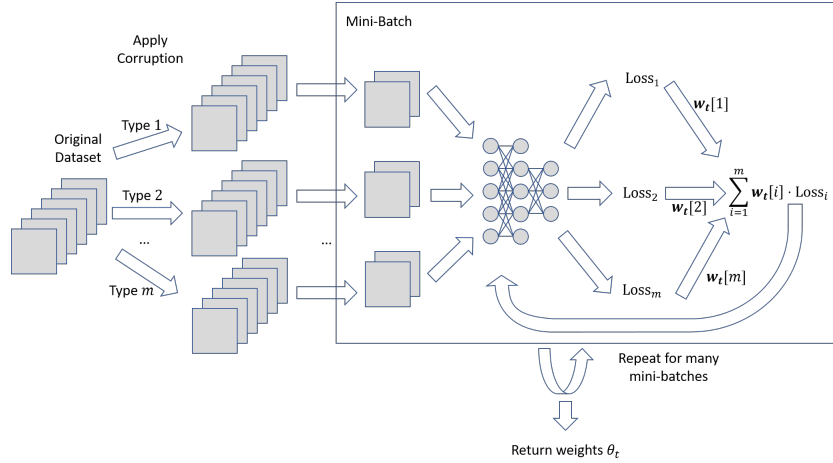 Mini-Batch
Apply
Corruption
Original
Dataset
Type 1
Type 2
...
Type m
...
Loss₁
Loss₂
Lossₘ
wₜ[1]
wₜ[2]
wₜ[m]
∑ᵢ₌₁ᵐ wₜ[i] · Lossᵢ
Repeat for many
mini-batches
Return weights θₜ